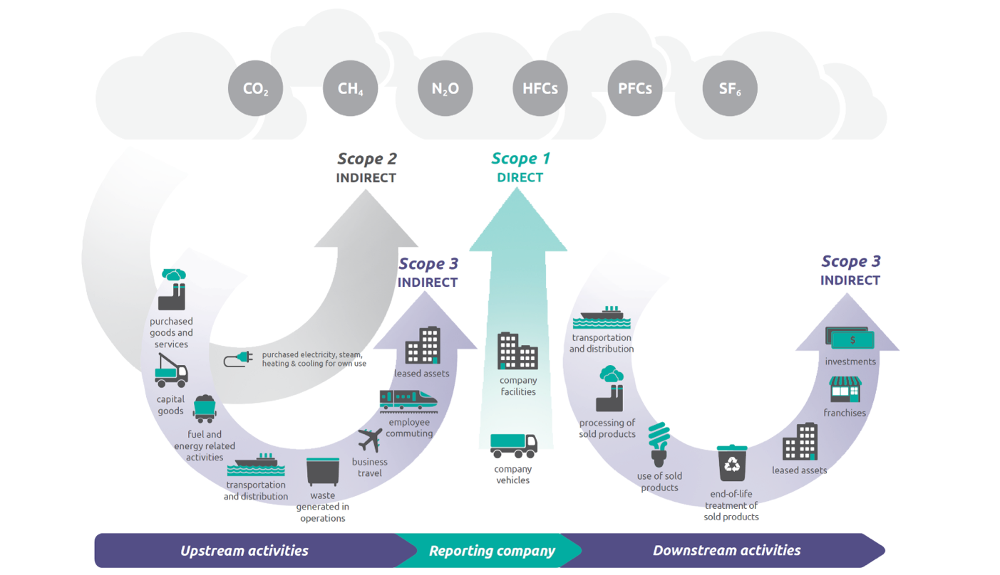 CO₂
CH₄
N₂O
HFCs
PFCs
SF₆
Scope 2
INDIRECT
Scope 1
DIRECT
Scope 3
INDIRECT
Scope 3
INDIRECT
purchased
goods and
services
capital
goods
fuel and
energy related
activities
transportation
and distribution
waste
generated in
operations
business
travel
employee
commuting
leased assets
purchased electricity, steam,
heating & cooling for own use
company
facilities
company
vehicles
transportation
and distribution
processing of
sold products
use of sold
products
end-of-life
treatment of
sold products
leased assets
franchises
$
investments
Upstream activities
Reporting company
Downstream activities